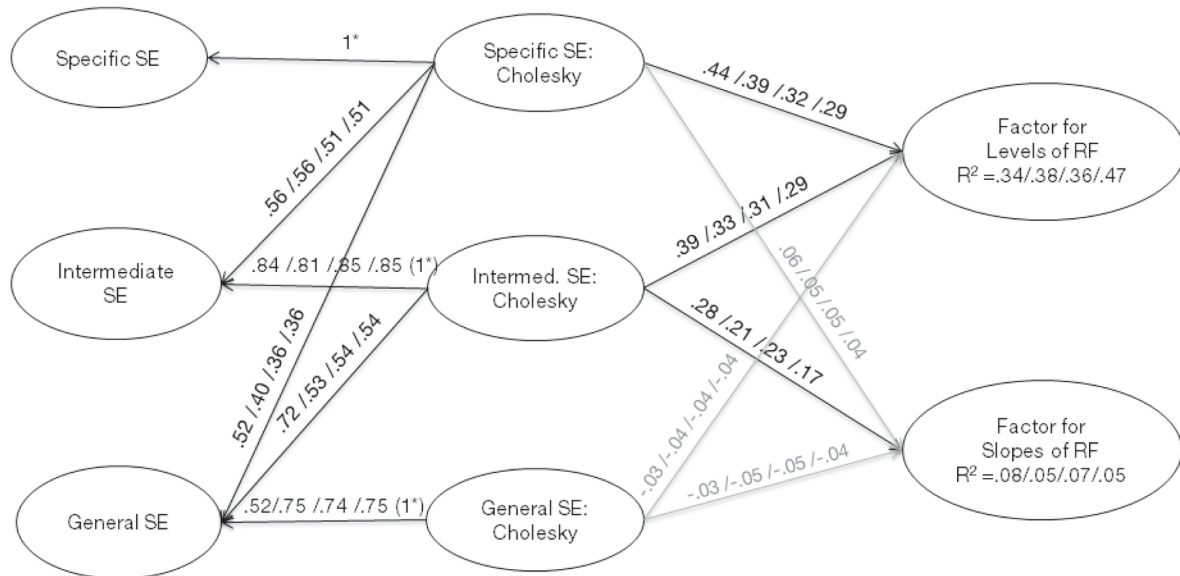 Specific SE
1*
Specific SE:
Cholesky
.44 /.39 /.32 /.29
Factor for
Levels of RF
R² =.34/.38/.36/.47
.56 /.56 /.51 /.51
.39 /.33 /.31 /.29
Intermediate
SE
.84 /.81 /.85 /.85 (1*)
Intermed. SE:
Cholesky
.06 /.05 /.05 /.04
.28 /.21 /.23 /.17
.52 /.40 /.36 /.36
.72 /.53 /.54 /.54
-.03 /-.04 /-.04 /-.04
Factor for
Slopes of RF
R² =.08/.05/.07/.05
General SE
.52/.75 /.74 /.75 (1*)
General SE:
Cholesky
-.03 /-.05 /-.05 /-.04